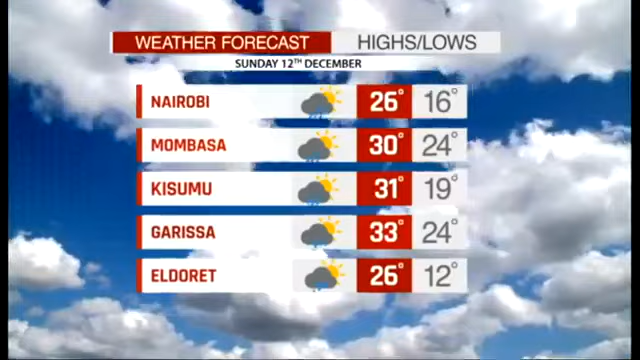 WEATHER FORECAST HIGHS/LOWS
SUNDAY 12TH DECEMBER
NAIROBI 26° 16°
MOMBASA 30° 24°
KISUMU 31° 19°
GARISSA 33° 24°
ELDORET 26° 12°